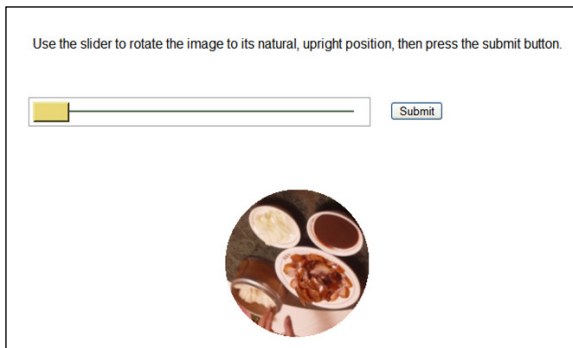 Use the slider to rotate the image to its natural, upright position, then press the submit button.
Submit